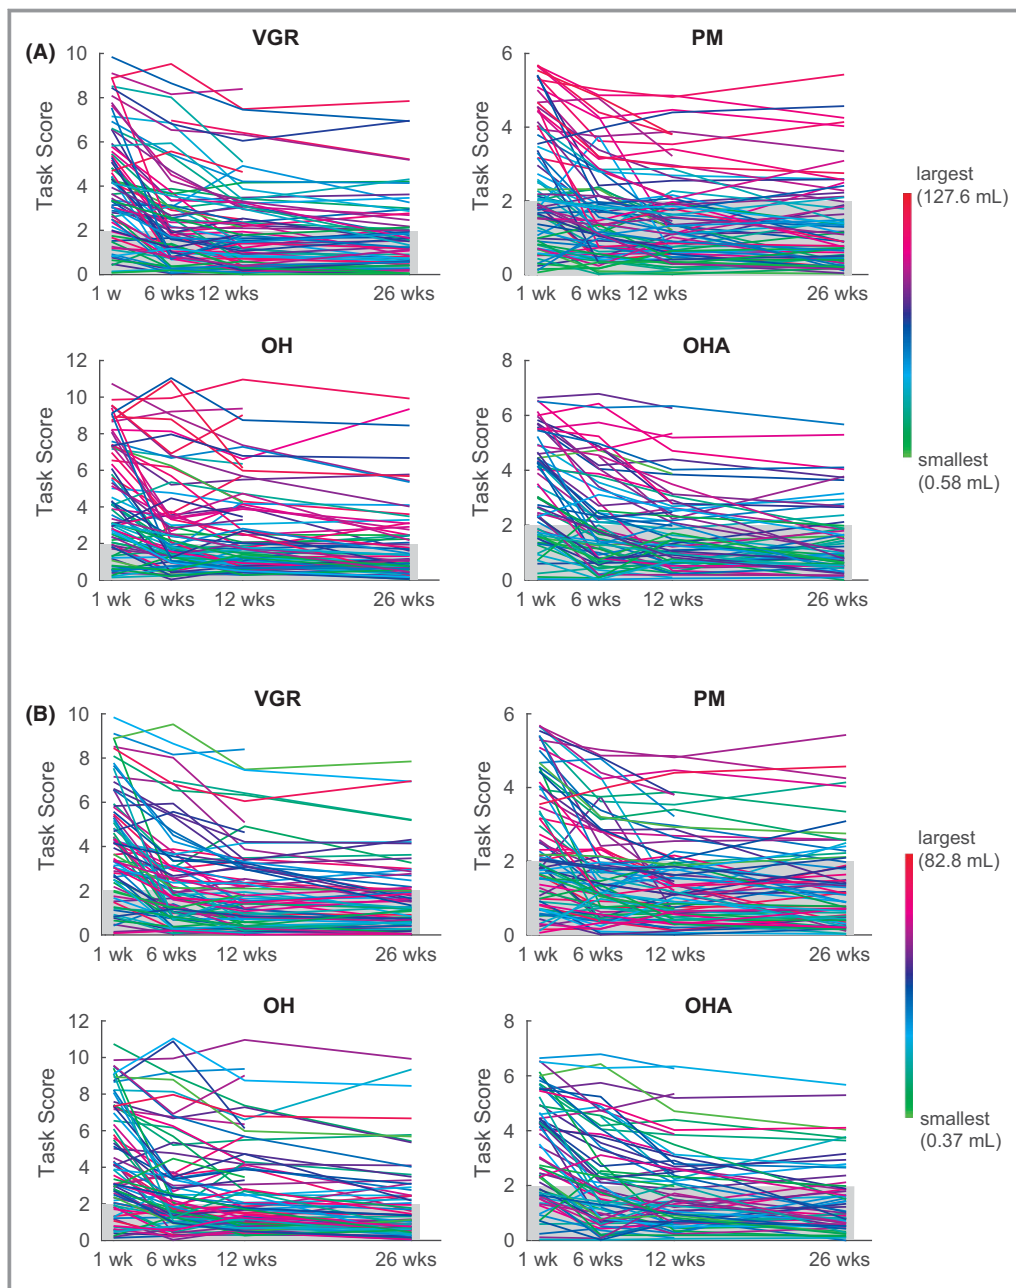 (A)
VGR
PM
Task Score
10
8
6
4
2
0
1 w
6 wks
12 wks
26 wks
Task Score
6
4
2
0
1 wk
6 wks
12 wks
26 wks
largest
(127.6 mL)
smallest
(0.58 mL)
OH
OHA
Task Score
12
10
8
6
4
2
0
1 wk
6 wks
12 wks
26 wks
Task Score
8
6
4
2
0
1 wk
6 wks
12 wks
26 wks
(B)
VGR
PM
Task Score
10
8
6
4
2
0
1 wk
6 wks
12 wks
26 wks
Task Score
6
4
2
0
1 wk
6 wks
12 wks
26 wks
largest
(82.8 mL)
smallest
(0.37 mL)
OH
OHA
Task Score
12
10
8
6
4
2
0
1 wk
6 wks
12 wks
26 wks
Task Score
8
6
4
2
0
1 wk
6 wks
12 wks
26 wks